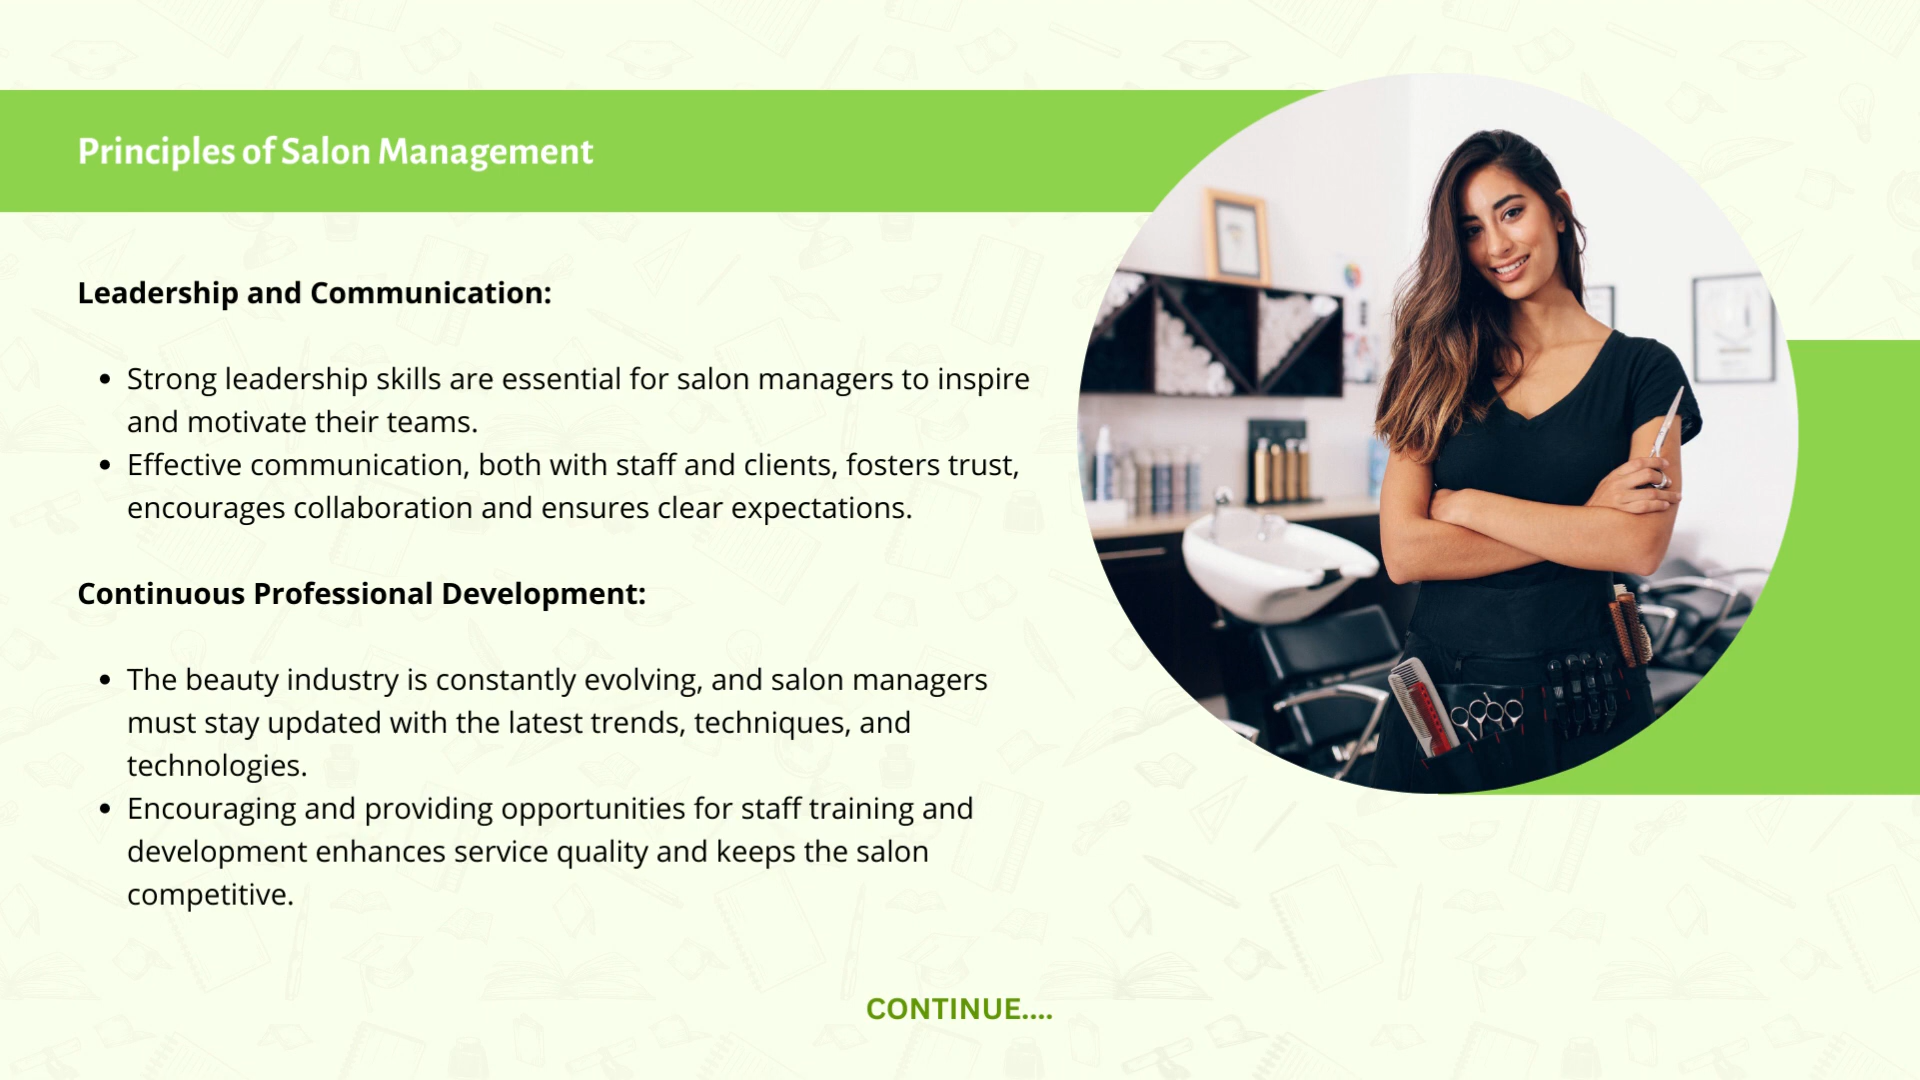 Principles of Salon Management
Leadership and Communication:
• Strong leadership skills are essential for salon managers to inspire
and motivate their teams.
• Effective communication, both with staff and clients, fosters trust,
encourages collaboration and ensures clear expectations.
Continuous Professional Development:
• The beauty industry is constantly evolving, and salon managers
must stay updated with the latest trends, techniques, and
technologies.
• Encouraging and providing opportunities for staff training and
development enhances service quality and keeps the salon
competitive.
CONTINUE....